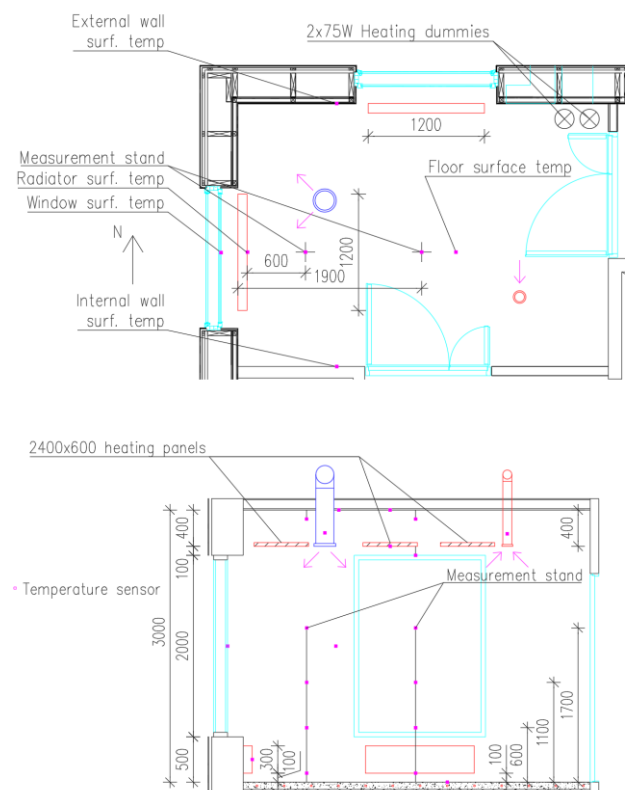 External wall
surf. temp
2x75W Heating dummies
1200
Measurement stand
Radiator surf. temp
Window surf. temp
Floor surface temp
N
600
1200
1900
Internal wall
surf. temp
2400x600 heating panels
400
400
100
Measurement stand
Temperature sensor
3000
2000
1700
1100
500
300
100
100
600